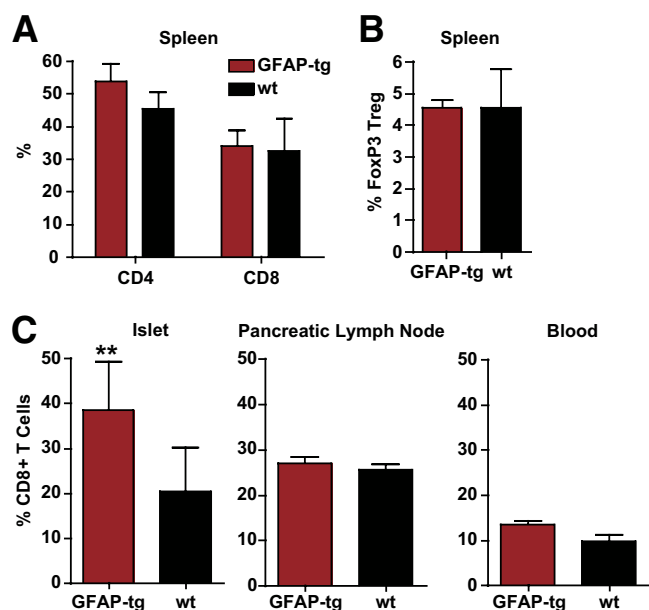 A
Spleen
GFAP-tg
wt
%
60
50
40
30
20
10
0
CD4 CD8
B
Spleen
% FoxP3 Treg
7
6
5
4
3
2
1
0
GFAP-tg wt
C
Islet
% CD8+ T Cells
**
50
40
30
20
10
0
GFAP-tg wt
Pancreatic Lymph Node
50
40
30
20
10
0
GFAP-tg wt
Blood
50
40
30
20
10
0
GFAP-tg wt